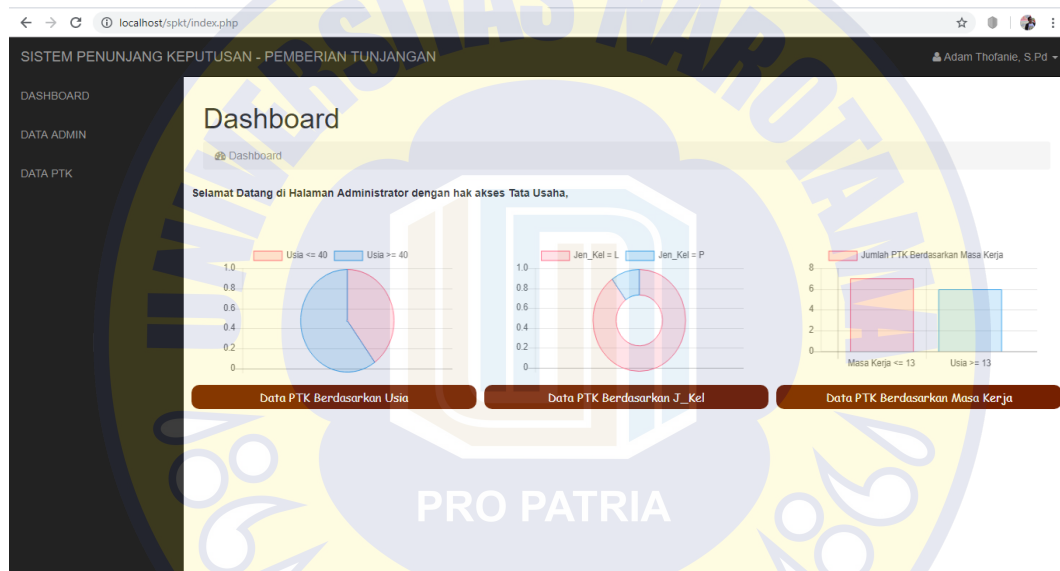 localhost/spkt/index.php
SISTEM PENUNJANG KEPUTUSAN - PEMBERIAN TUNJANGAN
Adam Thofanie, S.Pd
DASHBOARD
DATA ADMIN
DATA PTK
Dashboard
Dashboard
Selamat Datang di Halaman Administrator dengan hak akses Tata Usaha,
Usia <= 40 Usia >= 40
1.0
0.8
0.6
0.4
0.2
0
Data PTK Berdasarkan Usia
Jen_Kel = L Jen_Kel = P
1.0
0.8
0.6
0.4
0.2
0
Data PTK Berdasarkan J_Kel
Jumlah PTK Berdasarkan Masa Kerja
8
6
4
2
0
Masa Kerja <= 13 Usia >= 13
Data PTK Berdasarkan Masa Kerja
PRO PATRIA